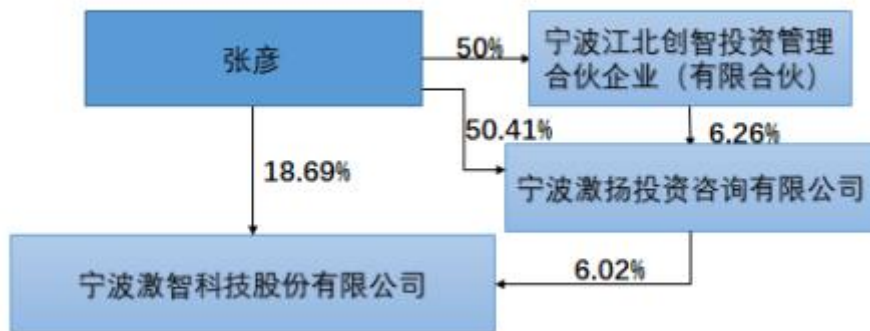 张彦
50%
宁波江北创智投资管理
合伙企业（有限合伙）
50.41%
6.26%
18.69%
宁波激扬投资咨询有限公司
宁波激智科技股份有限公司
6.02%